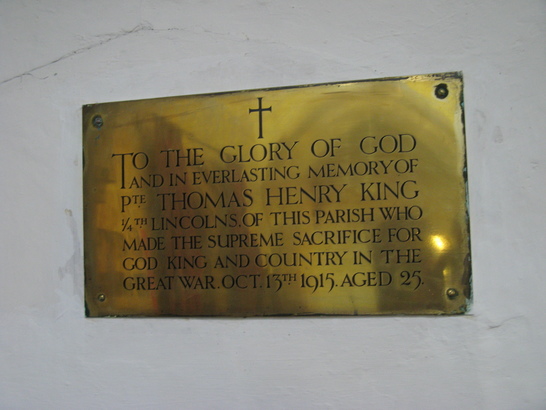 TO THE GLORY OF GOD
AND IN EVERLASTING MEMORY OF
PTE THOMAS HENRY KING
1/4TH LINCOLNS. OF THIS PARISH WHO
MADE THE SUPREME SACRIFICE FOR
GOD KING AND COUNTRY IN THE
GREAT WAR. OCT. 13TH 1915. AGED 25.